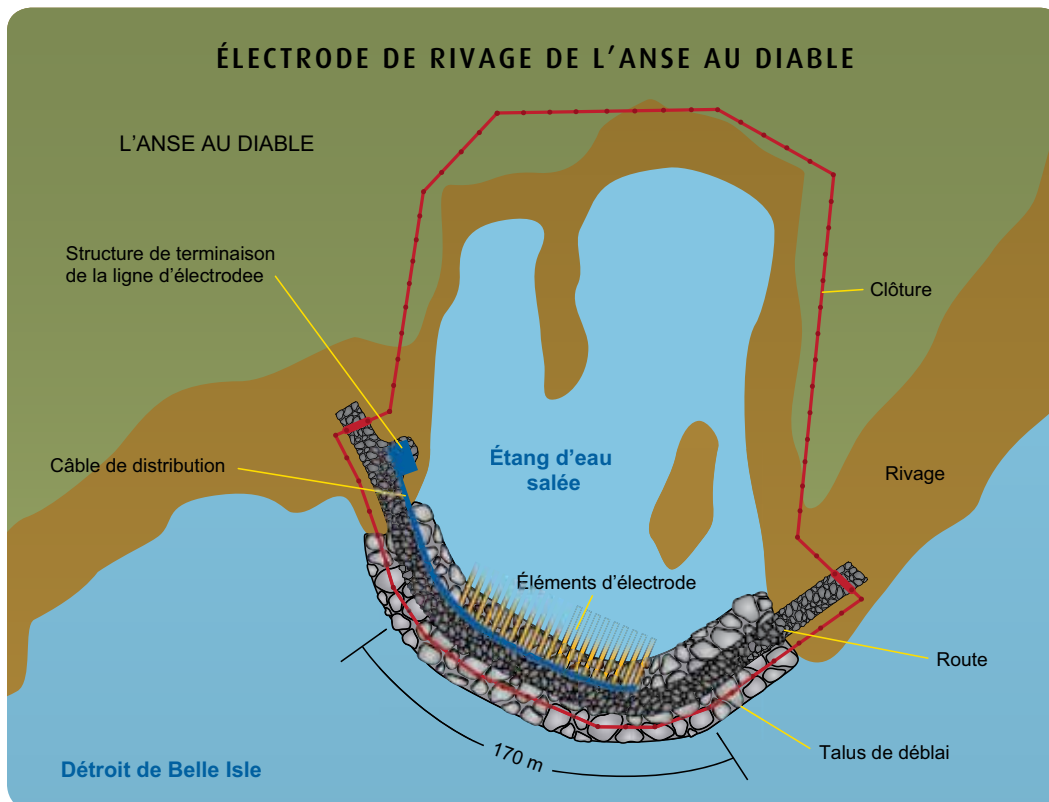 ÉLECTRODE DE RIVAGE DE L'ANSE AU DIABLE
L'ANSE AU DIABLE
Structure de terminaison
de la ligne d'électrodee
Clôture
Câble de distribution
Étang d'eau
salée
Rivage
Éléments d'électrode
Route
170 m
Talus de déblai
Détroit de Belle Isle